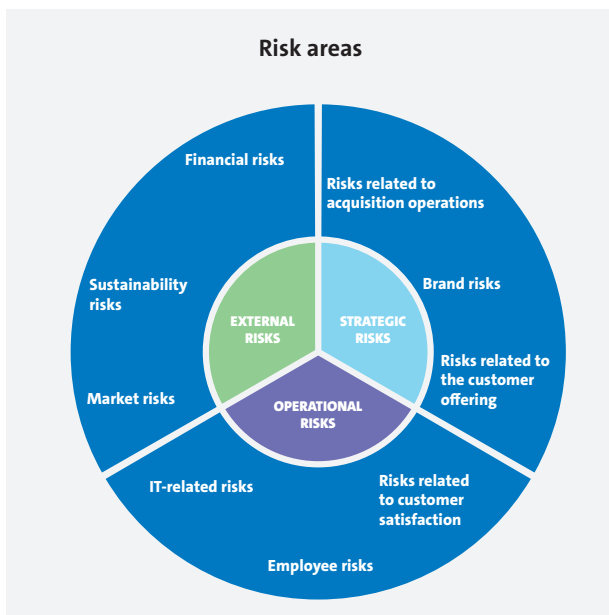 Risk areas
Financial risks
Risks related to
acquisition operations
Sustainability
risks
Brand risks
EXTERNAL
RISKS
STRATEGIC
RISKS
Market risks
Risks related to
the customer
offering
OPERATIONAL
RISKS
IT-related risks
Risks related
to customer
satisfaction
Employee risks